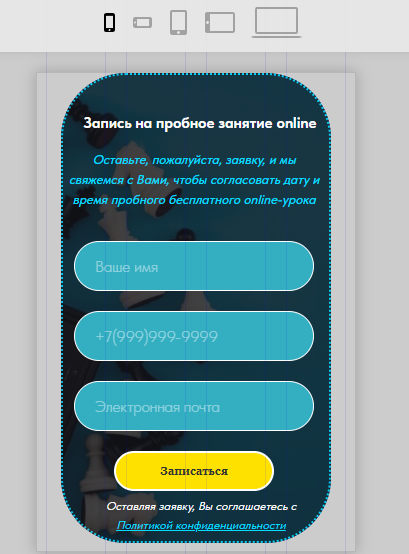 Запись на пробное занятие online
Оставьте, пожалуйста, заявку, и мы
свяжемся с Вами, чтобы согласовать дату и
время пробного бесплатного online-урока
Ваше имя
+7(999)999-9999
Электронная почта
Записаться
Оставляя заявку, Вы соглашаетесь с
Политикой конфиденциальности